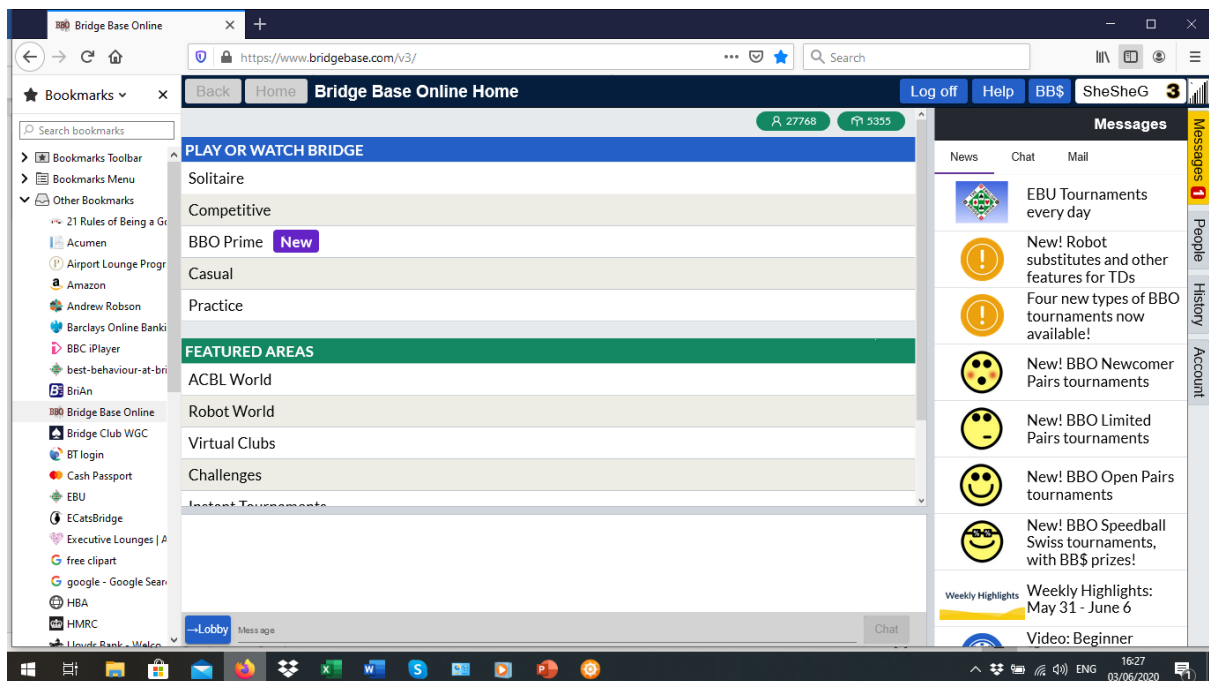 BBO Bridge Base Online
https://www.bridgebase.com/v3/
Search
Bookmarks
Back Home Bridge Base Online Home Log off Help BB$ SheSheG 3
Search bookmarks
Bookmarks Toolbar
Bookmarks Menu
Other Bookmarks
21 Rules of Being a Go
Acumen
Airport Lounge Progr
Amazon
Andrew Robson
Barclays Online Banki
BBC iPlayer
best-behaviour-at-bri
BriAn
BBO Bridge Base Online
Bridge Club WGC
BT login
Cash Passport
EBU
ECatsBridge
Executive Lounges | A
free clipart
google - Google Sear
HBA
HMRC
Lloyds Bank - Welco
27768 5355
PLAY OR WATCH BRIDGE
Solitaire
Competitive
BBO Prime New
Casual
Practice
FEATURED AREAS
ACBL World
Robot World
Virtual Clubs
Challenges
Instant Tournaments
→Lobby Message Chat
Messages
News Chat Mail
EBU Tournaments
every day
New! Robot
substitutes and other
features for TDs
Four new types of BBO
tournaments now
available!
New! BBO Newcomer
Pairs tournaments
New! BBO Limited
Pairs tournaments
New! BBO Open Pairs
tournaments
New! BBO Speedball
Swiss tournaments,
with BB$ prizes!
Weekly Highlights Weekly Highlights:
May 31 - June 6
Video: Beginner
Messages 1
People
History
Account
ENG 16:27
03/06/2020